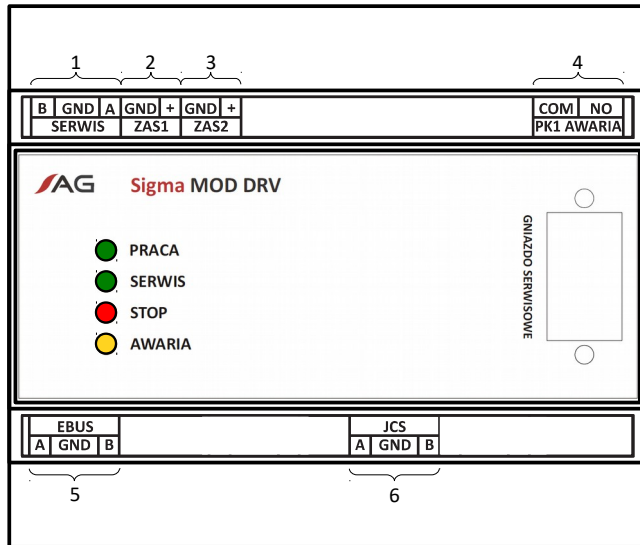 1 2 3 4
B GND A GND + GND + COM NO
SERWIS ZAS1 ZAS2 PK1 AWARIA
AG Sigma MOD DRV
PRACA
SERWIS
STOP
AWARIA
GNIAZDO SERWISOWE
EBUS JCS
A GND B A GND B
5 6